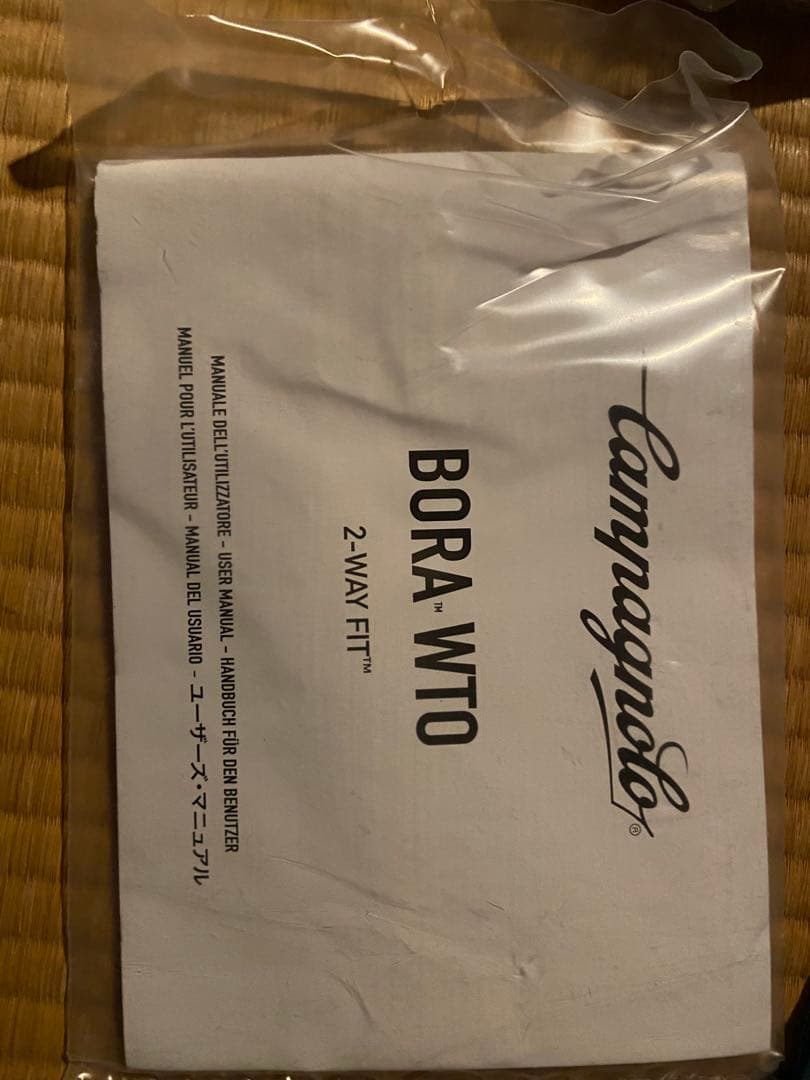 Campagnolo®
BORA™ WTO
2-WAY FIT™
MANUALE DELL'UTILIZZATORE - USER MANUAL - HANDBUCH FÜR DEN BENUTZER
MANUEL POUR L'UTILISATEUR - MANUAL DEL USUARIO - ユーザーズ・マニュアル